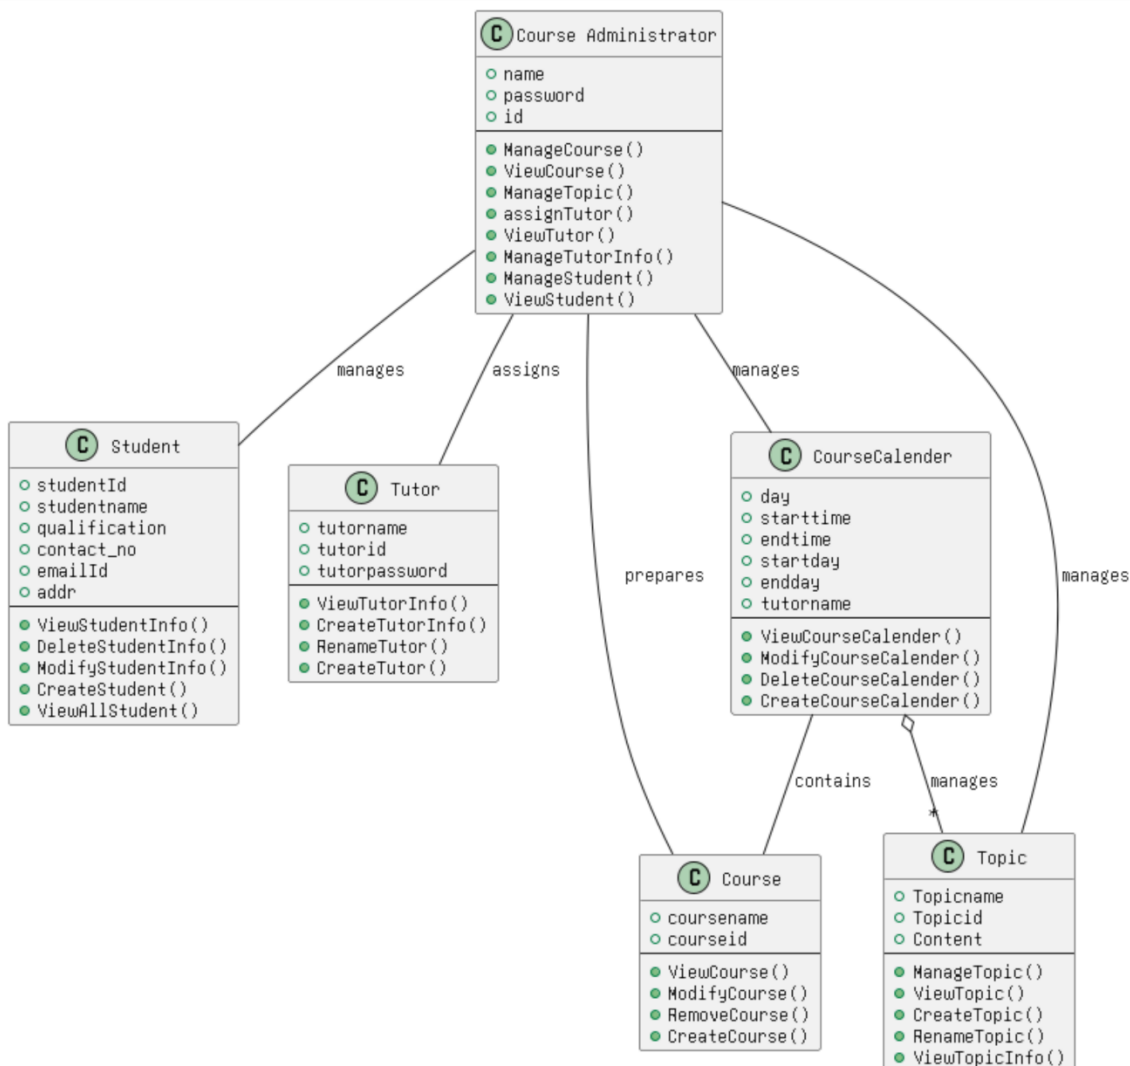 C Course Administrator
name
password
id
ManageCourse()
ViewCourse()
ManageTopic()
assignTutor()
ViewTutor()
ManageTutorInfo()
ManageStudent()
ViewStudent()
manages
assigns
manages
C Student
studentId
studentname
qualification
contact_no
emailId
addr
ViewStudentInfo()
DeleteStudentInfo()
ModifyStudentInfo()
CreateStudent()
ViewAllStudent()
C Tutor
tutorname
tutorid
tutorpassword
ViewTutorInfo()
CreateTutorInfo()
RenameTutor()
CreateTutor()
prepares
C CourseCalender
day
starttime
endtime
startday
endday
tutorname
ViewCourseCalender()
ModifyCourseCalender()
DeleteCourseCalender()
CreateCourseCalender()
manages
contains
manages
*
C Course
coursename
courseid
ViewCourse()
ModifyCourse()
RemoveCourse()
CreateCourse()
C Topic
Topicname
Topicid
Content
ManageTopic()
ViewTopic()
CreateTopic()
RenameTopic()
ViewTopicInfo()